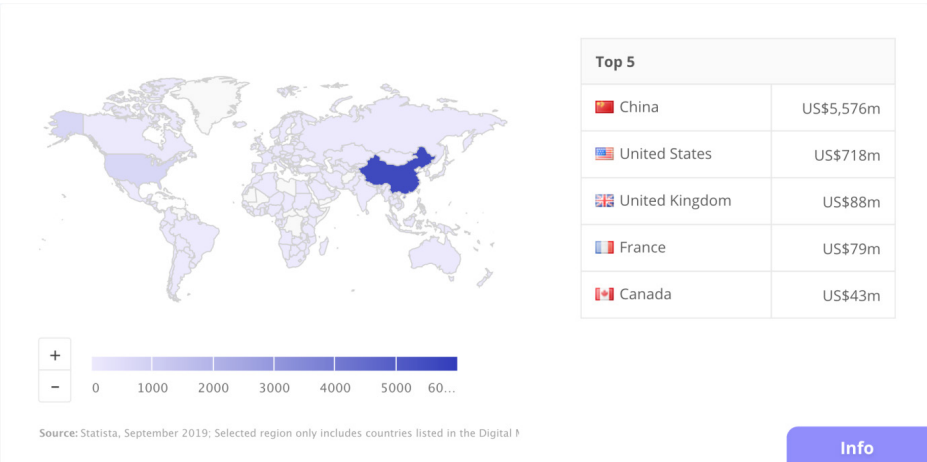 Top 5
China US$5,576m
United States US$718m
United Kingdom US$88m
France US$79m
Canada US$43m
+
−
0 1000 2000 3000 4000 5000 60...
Source: Statista, September 2019; Selected region only includes countries listed in the Digital
Info